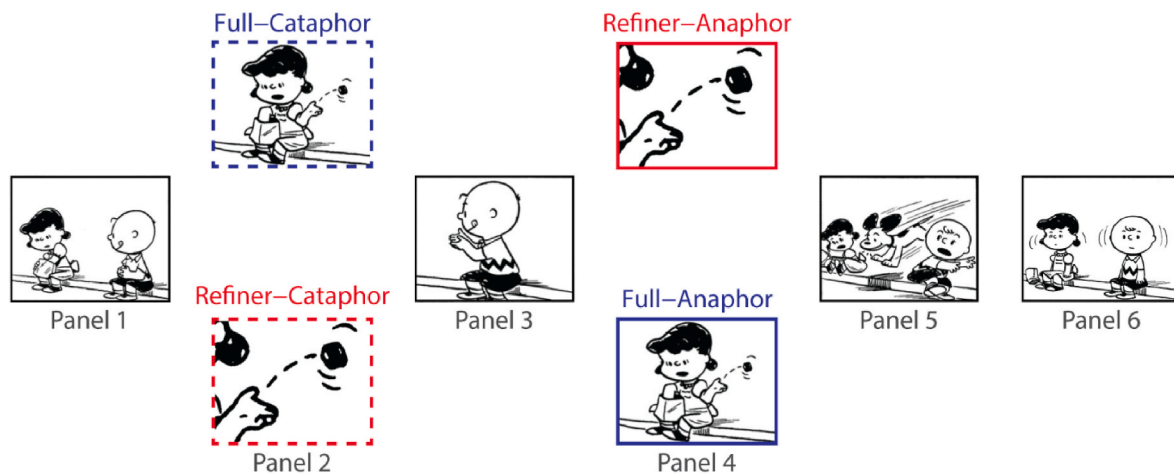 Full–Cataphor
Refiner–Anaphor
Panel 1
Refiner–Cataphor
Panel 3
Full–Anaphor
Panel 5
Panel 6
Panel 2
Panel 4